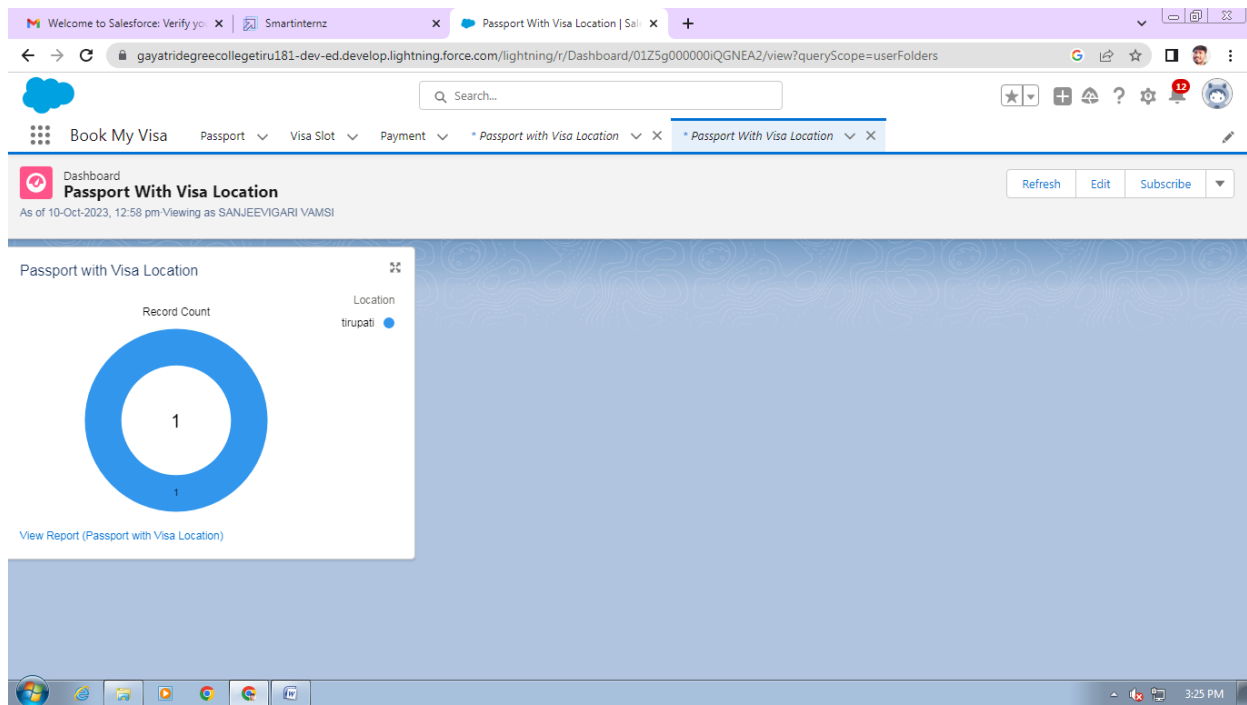 Welcome to Salesforce: Verify yo
Smartinternz
Passport With Visa Location | Sal
gayatridegreecollegetiru181-dev-ed.develop.lightning.force.com/lightning/r/Dashboard/01Z5g000000iQGNEA2/view?queryScope=userFolders
Search...
12
Book My Visa
Passport
Visa Slot
Payment
* Passport with Visa Location
* Passport With Visa Location
Dashboard
Passport With Visa Location
As of 10-Oct-2023, 12:58 pm·Viewing as SANJEEVIGARI VAMSI
Refresh
Edit
Subscribe
Passport with Visa Location
Record Count
Location
tirupati
1
1
View Report (Passport with Visa Location)
3:25 PM